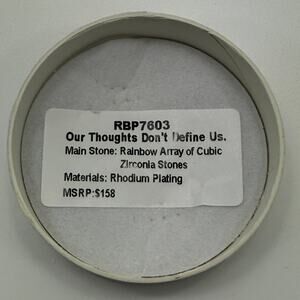 RBP7603
Our Thoughts Don't Define Us.
Main Stone: Rainbow Array of Cubic
Zirconia Stones
Materials: Rhodium Plating
MSRP:$158